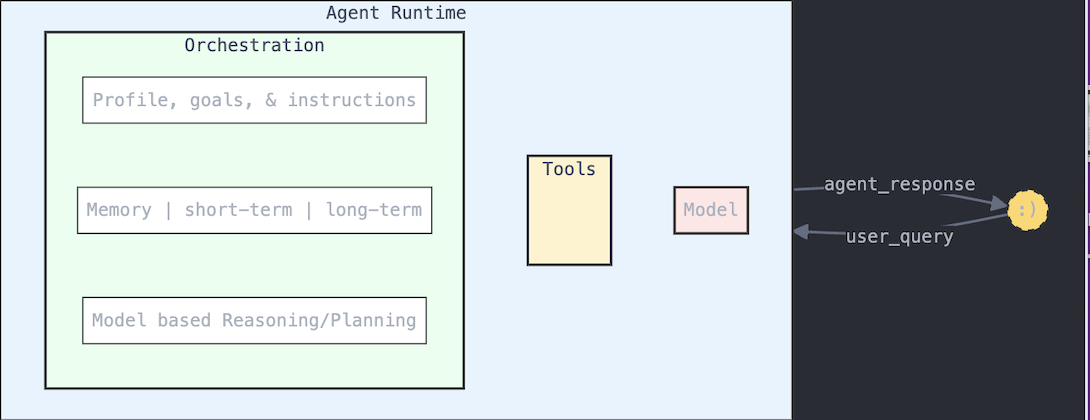 Agent Runtime
Orchestration
Profile, goals, & instructions
Memory | short-term | long-term
Model based Reasoning/Planning
Tools
Model
agent_response
:)
user_query